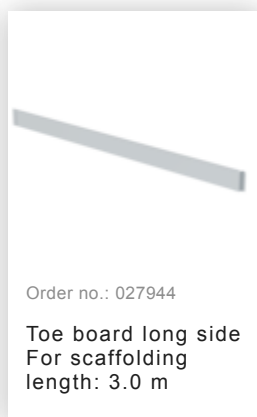 Order no.: 027944
Toe board long side
For scaffolding
length: 3.0 m